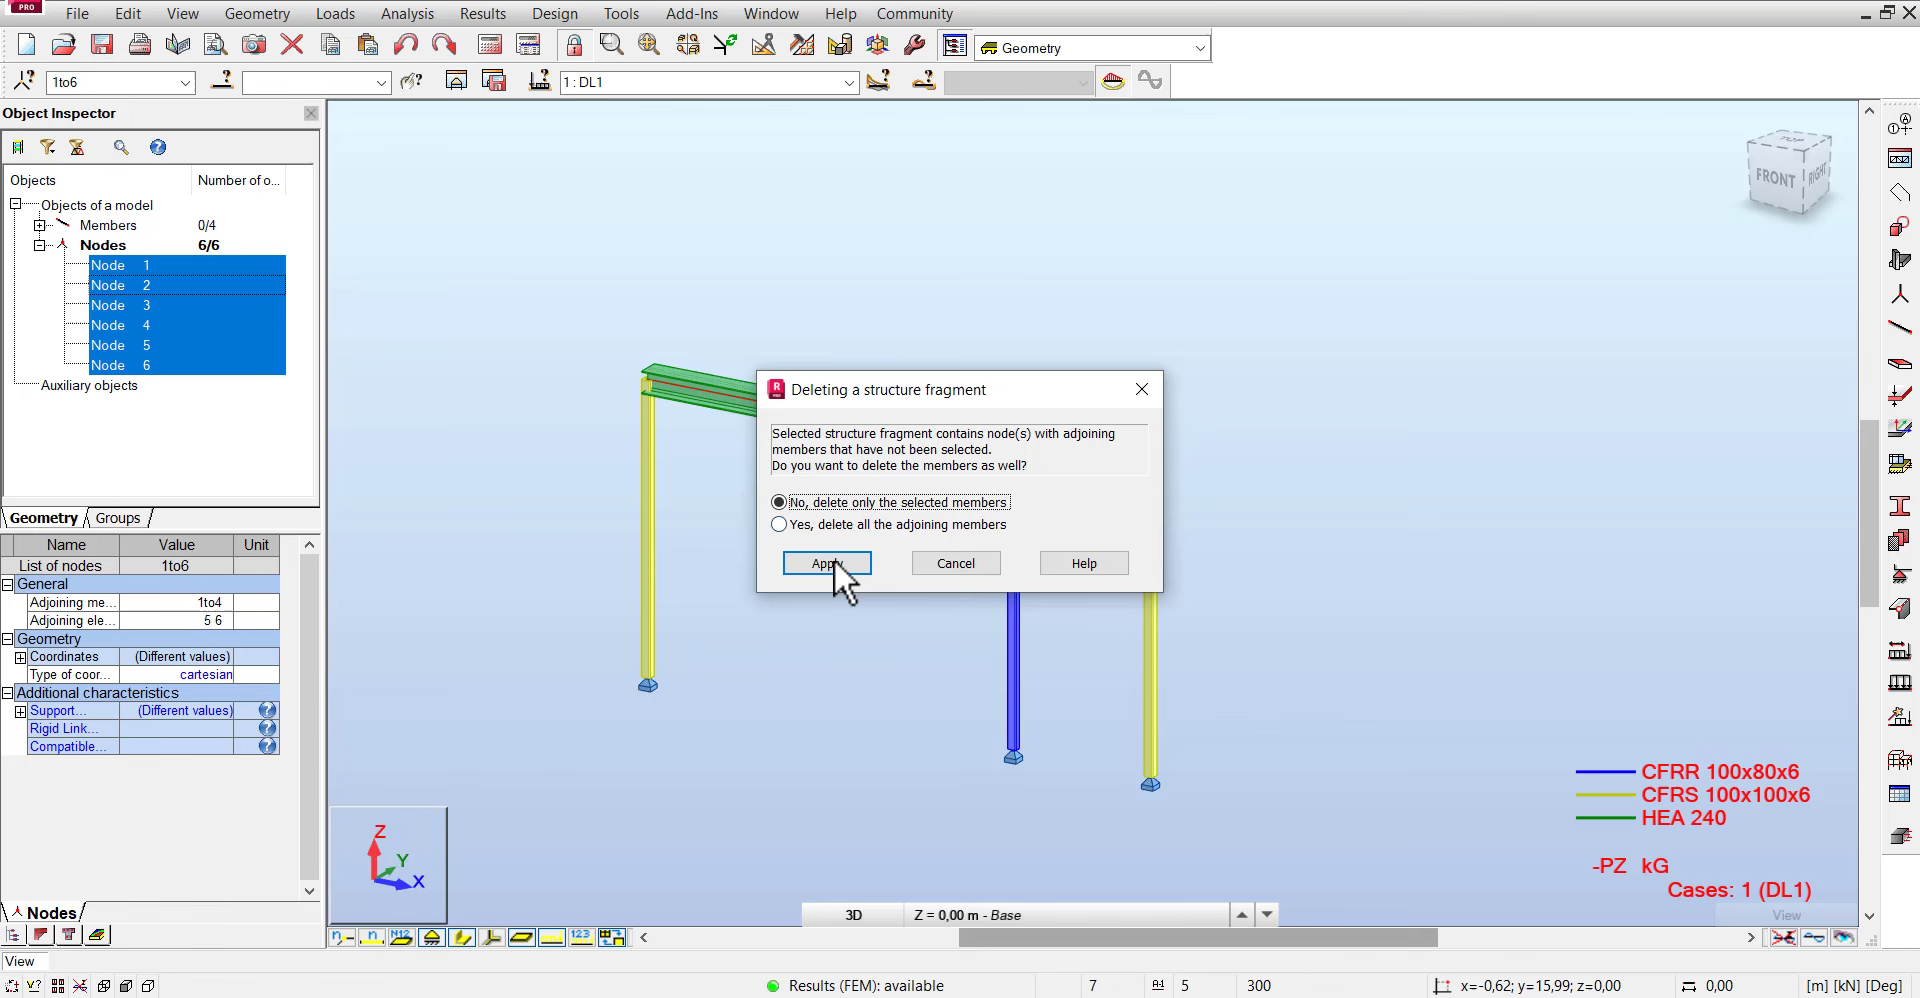 PRO
File Edit View Geometry Loads Analysis Results Design Tools Add-Ins Window Help Community
Geometry
1to6
1 : DL1
Object Inspector
Objects
Number of o...
Objects of a model
Members 0/4
Nodes 6/6
Node 1
Node 2
Node 3
Node 4
Node 5
Node 6
Auxiliary objects
Geometry Groups
Name Value Unit
List of nodes 1to6
General
Adjoining me... 1to4
Adjoining ele... 5 6
Geometry
Coordinates (Different values)
Type of coor... cartesian
Additional characteristics
Support... (Different values)
Rigid Link...
Compatible...
Nodes
View
TOP
FRONT
RIGHT
Deleting a structure fragment
Selected structure fragment contains node(s) with adjoining
members that have not been selected.
Do you want to delete the members as well?
No, delete only the selected members
Yes, delete all the adjoining members
Apply
Cancel
Help
CFRR 100x80x6
CFRS 100x100x6
HEA 240
-PZ kG
Cases: 1 (DL1)
Z
Y
X
3D
Z = 0,00 m - Base
View
Results (FEM): available
7
5
300
x=-0,62; y=15,99; z=0,00
0,00
[m] [kN] [Deg]